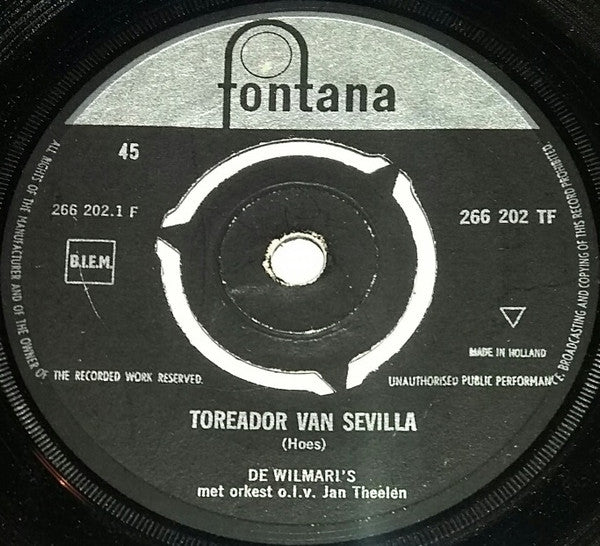 fontana
45
266 202.1 F
266 202 TF
B.I.E.M.
MADE IN HOLLAND
ALL RIGHTS OF THE MANUFACTURER AND OF THE OWNER OF THE RECORDED WORK RESERVED.
UNAUTHORISED PUBLIC PERFORMANCE, BROADCASTING AND COPYING OF THIS RECORD PROHIBITED.
TOREADOR VAN SEVILLA
(Hoes)
DE WILMARI'S
met orkest o.l.v. Jan Theelen